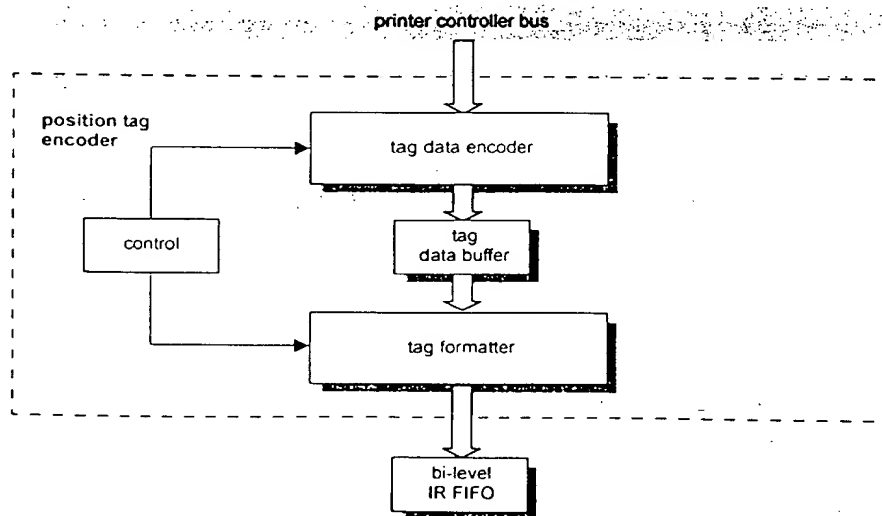 printer controller bus
position tag
encoder
tag data encoder
control
tag
data buffer
tag formatter
bi-level
IR FIFO